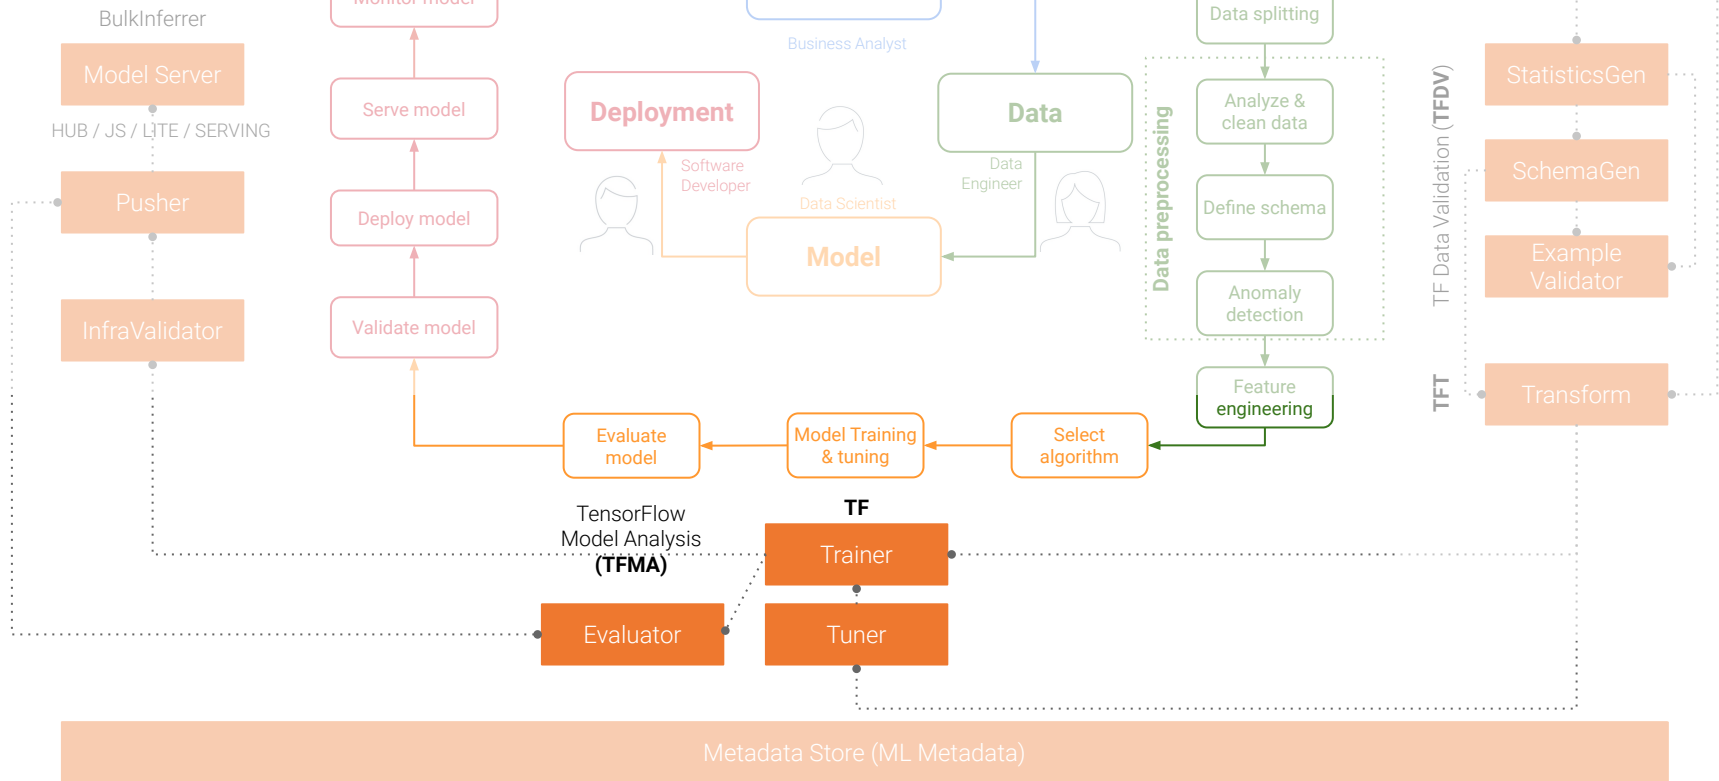 BulkInferrer
Model Server
HUB / JS / LITE / SERVING
Pusher
InfraValidator
Monitor model
Serve model
Deploy model
Validate model
Business Analyst
Deployment
Software
Developer
Data Scientist
Model
Data
Data
Engineer
Data splitting
Data preprocessing
Analyze &
clean data
Define schema
Anomaly
detection
Feature
engineering
Select
algorithm
Model Training
& tuning
Evaluate
model
TF Data Validation (TFDV)
StatisticsGen
SchemaGen
Example
Validator
TFT
Transform
TensorFlow
Model Analysis
(TFMA)
TF
Trainer
Evaluator
Tuner
Metadata Store (ML Metadata)